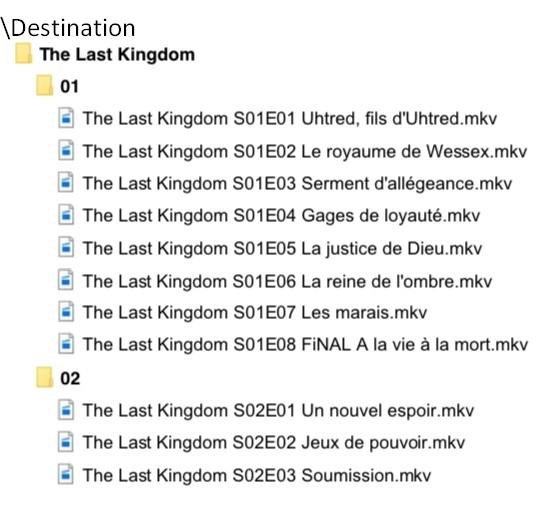 \Destination
The Last Kingdom
01
The Last Kingdom S01E01 Uhtred, fils d'Uhtred.mkv
The Last Kingdom S01E02 Le royaume de Wessex.mkv
The Last Kingdom S01E03 Serment d'allégeance.mkv
The Last Kingdom S01E04 Gages de loyauté.mkv
The Last Kingdom S01E05 La justice de Dieu.mkv
The Last Kingdom S01E06 La reine de l'ombre.mkv
The Last Kingdom S01E07 Les marais.mkv
The Last Kingdom S01E08 FiNAL A la vie à la mort.mkv
02
The Last Kingdom S02E01 Un nouvel espoir.mkv
The Last Kingdom S02E02 Jeux de pouvoir.mkv
The Last Kingdom S02E03 Soumission.mkv